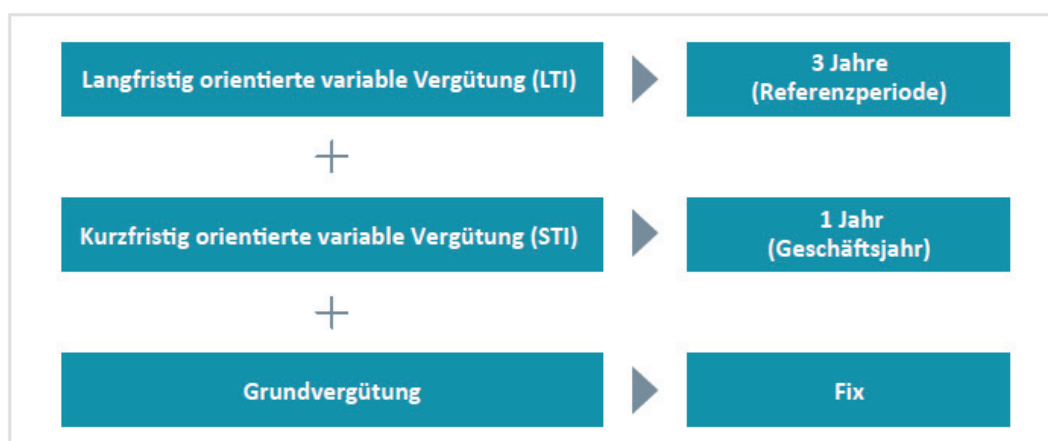 Langfristig orientierte variable Vergütung (LTI)
3 Jahre
(Referenzperiode)
+
Kurzfristig orientierte variable Vergütung (STI)
1 Jahr
(Geschäftsjahr)
+
Grundvergütung
Fix